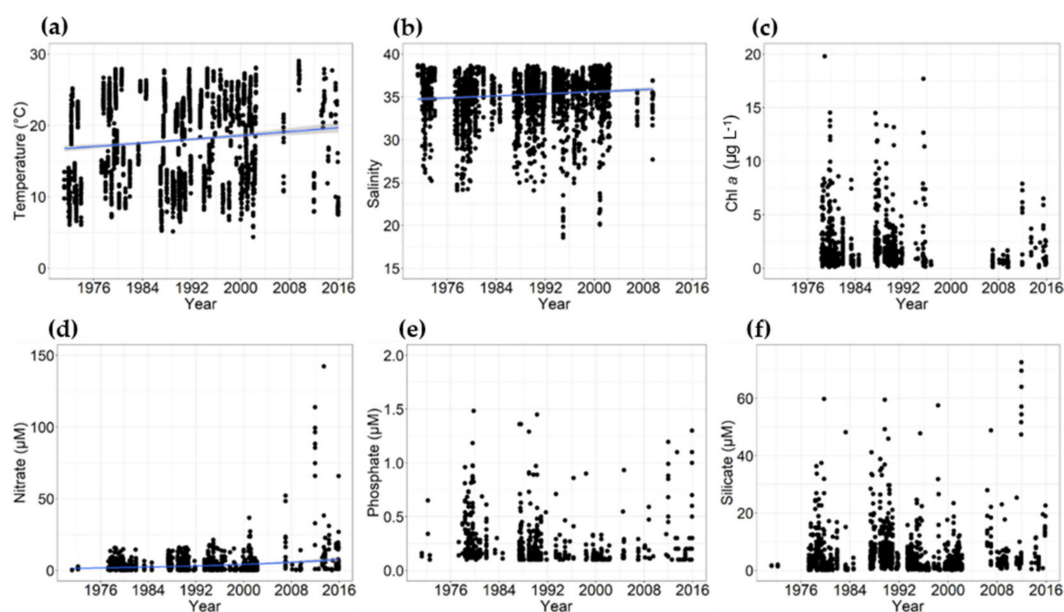 (a) (b) (c)
30 20 10 0
Temperature (°C)
1976 1984 1992 2000 2008 2016
Year
40 35 30 25 20 15
Salinity
1976 1984 1992 2000 2008 2016
Year
20 15 10 5 0
Chl a (µg L-1)
1976 1984 1992 2000 2008 2016
Year
(d) (e) (f)
150 100 50 0
Nitrate (µM)
1976 1984 1992 2000 2008 2016
Year
2.0 1.5 1.0 0.5 0.0
Phosphate (µM)
1976 1984 1992 2000 2008 2016
Year
60 40 20 0
Silicate (µM)
1976 1984 1992 2000 2008 2016
Year